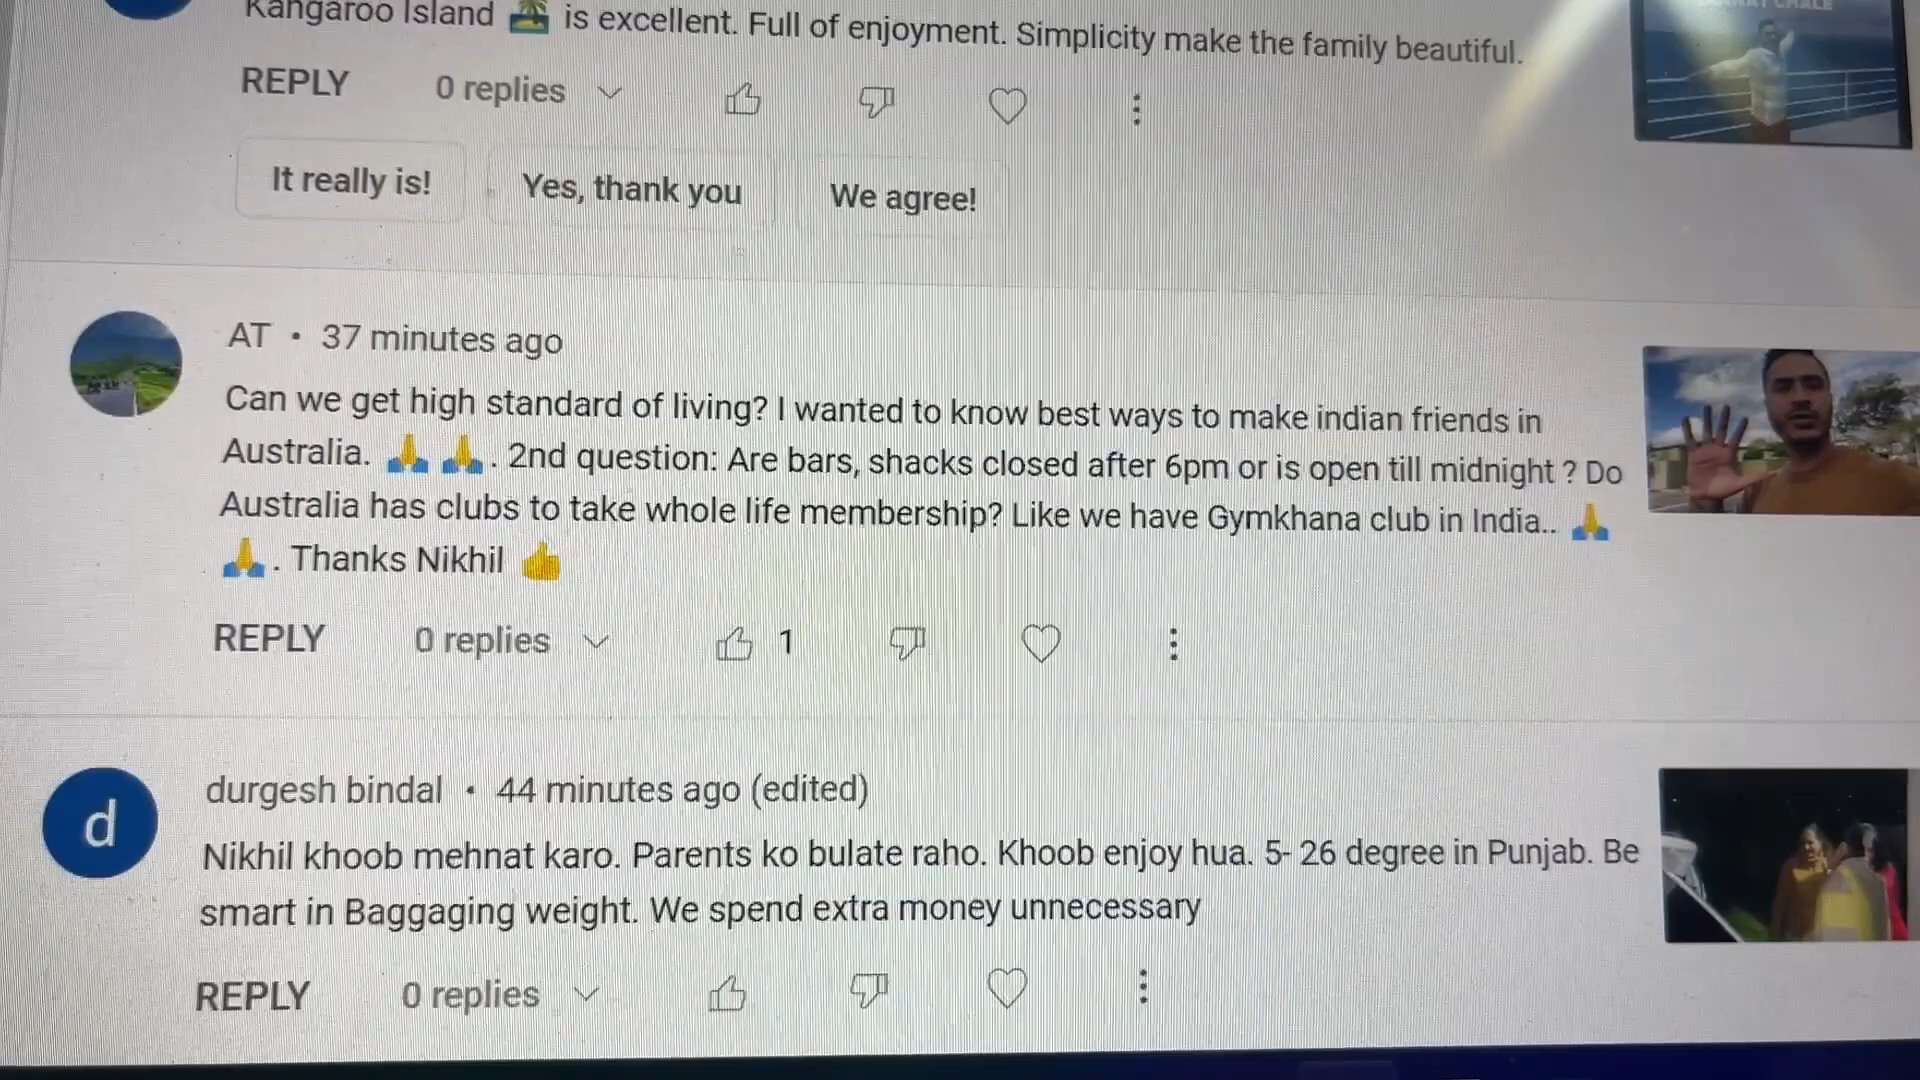 Kangaroo Island 🏝️ is excellent. Full of enjoyment. Simplicity make the family beautiful.
REPLY 0 replies
It really is! Yes, thank you We agree!
AT • 37 minutes ago
Can we get high standard of living? I wanted to know best ways to make indian friends in
Australia. 🙏 🙏. 2nd question: Are bars, shacks closed after 6pm or is open till midnight ? Do
Australia has clubs to take whole life membership? Like we have Gymkhana club in India.. 🙏
🙏. Thanks Nikhil 👍
REPLY 0 replies 1
d
durgesh bindal • 44 minutes ago (edited)
Nikhil khoob mehnat karo. Parents ko bulate raho. Khoob enjoy hua. 5- 26 degree in Punjab. Be
smart in Baggaging weight. We spend extra money unnecessary
REPLY 0 replies